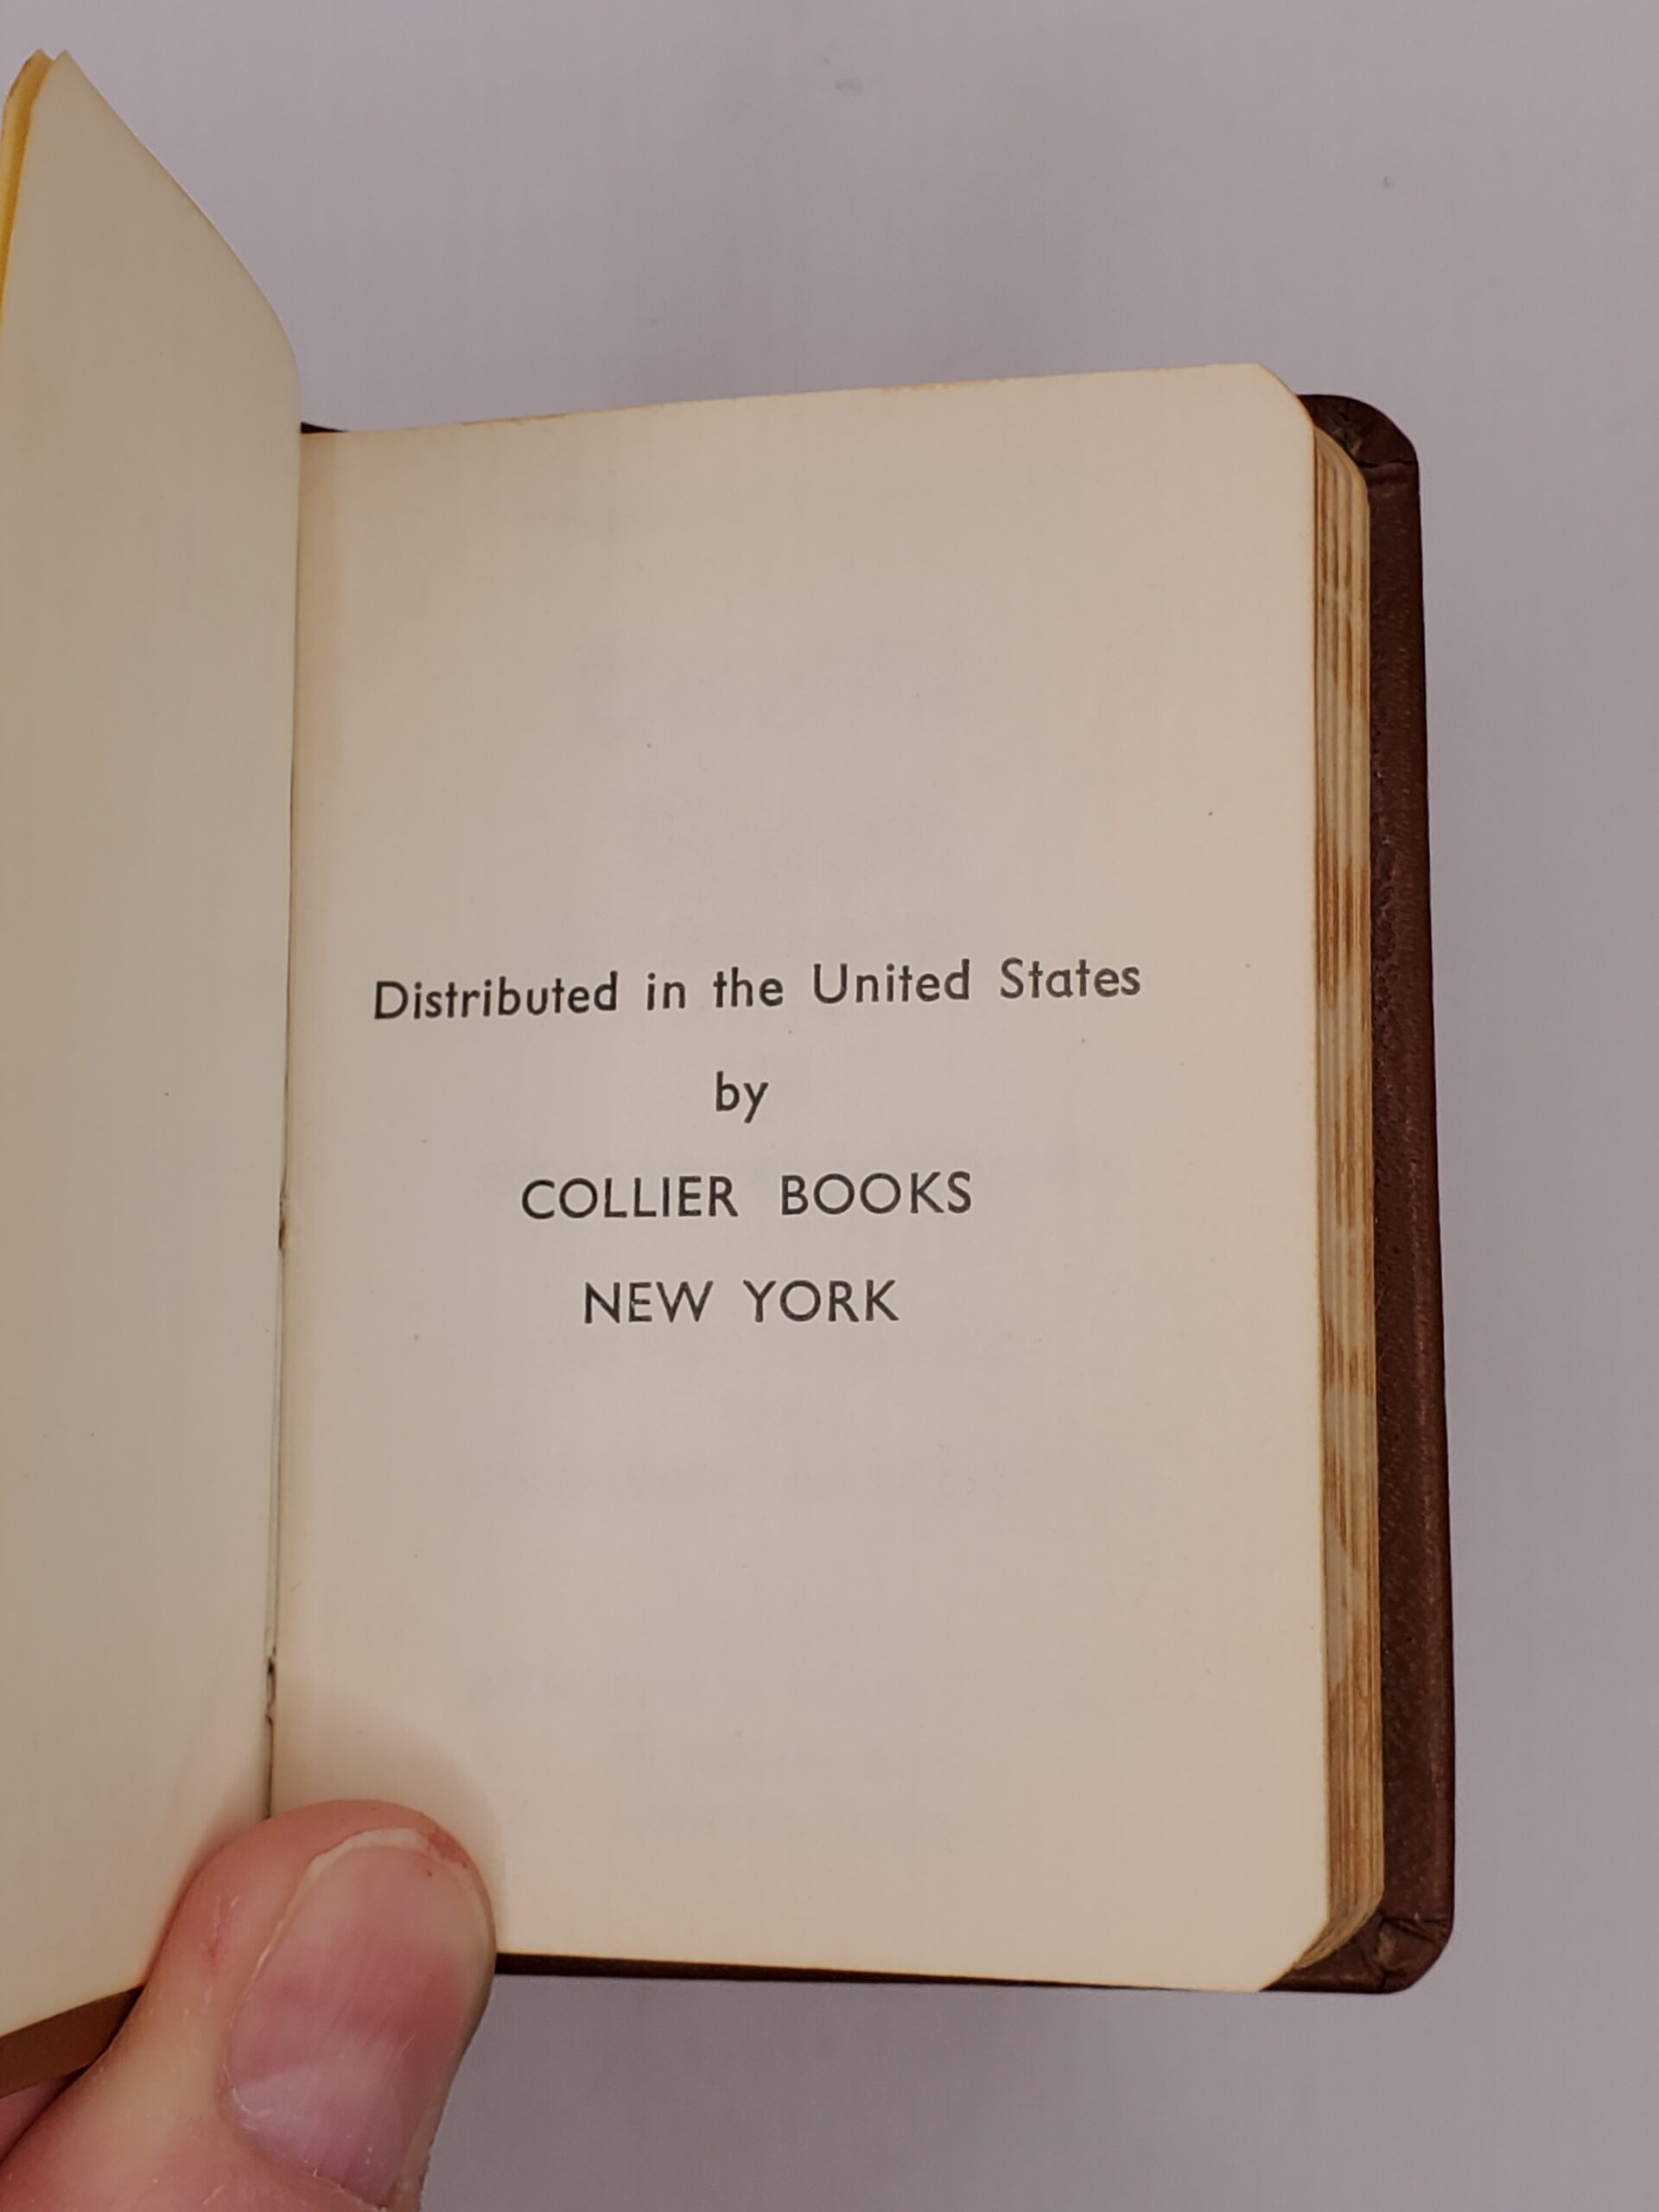 Distributed in the United States
by
COLLIER BOOKS
NEW YORK